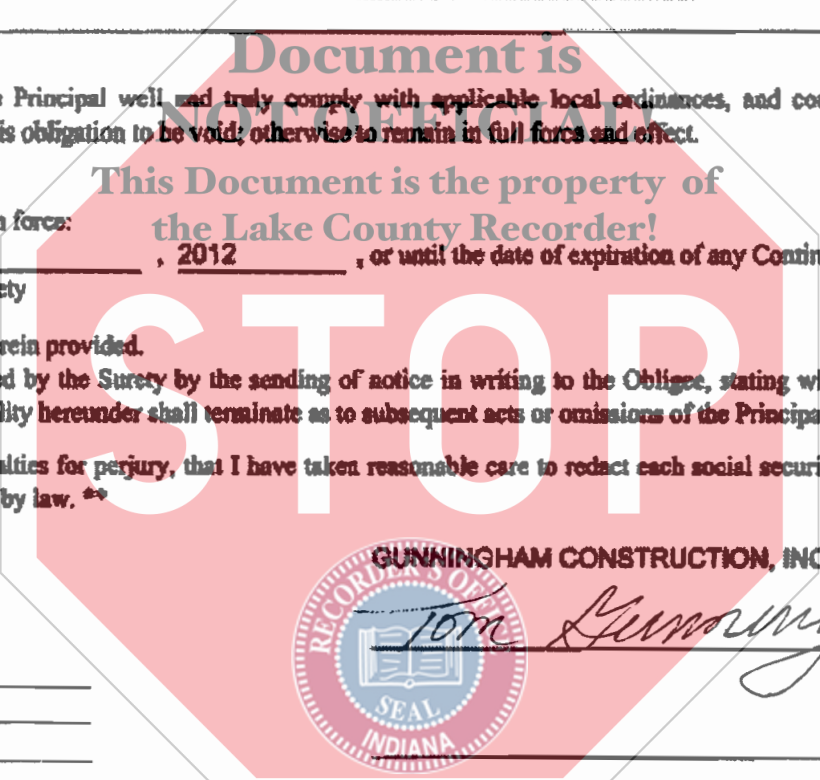 Document is
Principal well and truly comply with applicable local ordinances, and
NOT OFFICIAL!
is obligation to be void; otherwise to remain in full force and effect.
This Document is the property of
force:
the Lake County Recorder!
, 2012 , or until the date of expiration of any Contin
ety
rein provided.
ed by the Surety by the sending of notice in writing to the Obligee, stating
lity hereunder shall terminate as to subsequent acts or omissions of the Principa
STOP
lties for perjury, that I have taken reasonable care to redact each social securi
by law. **
GUNNINGHAM CONSTRUCTION, INC
Tom
RECORDER'S OFFICE
SEAL
INDIANA